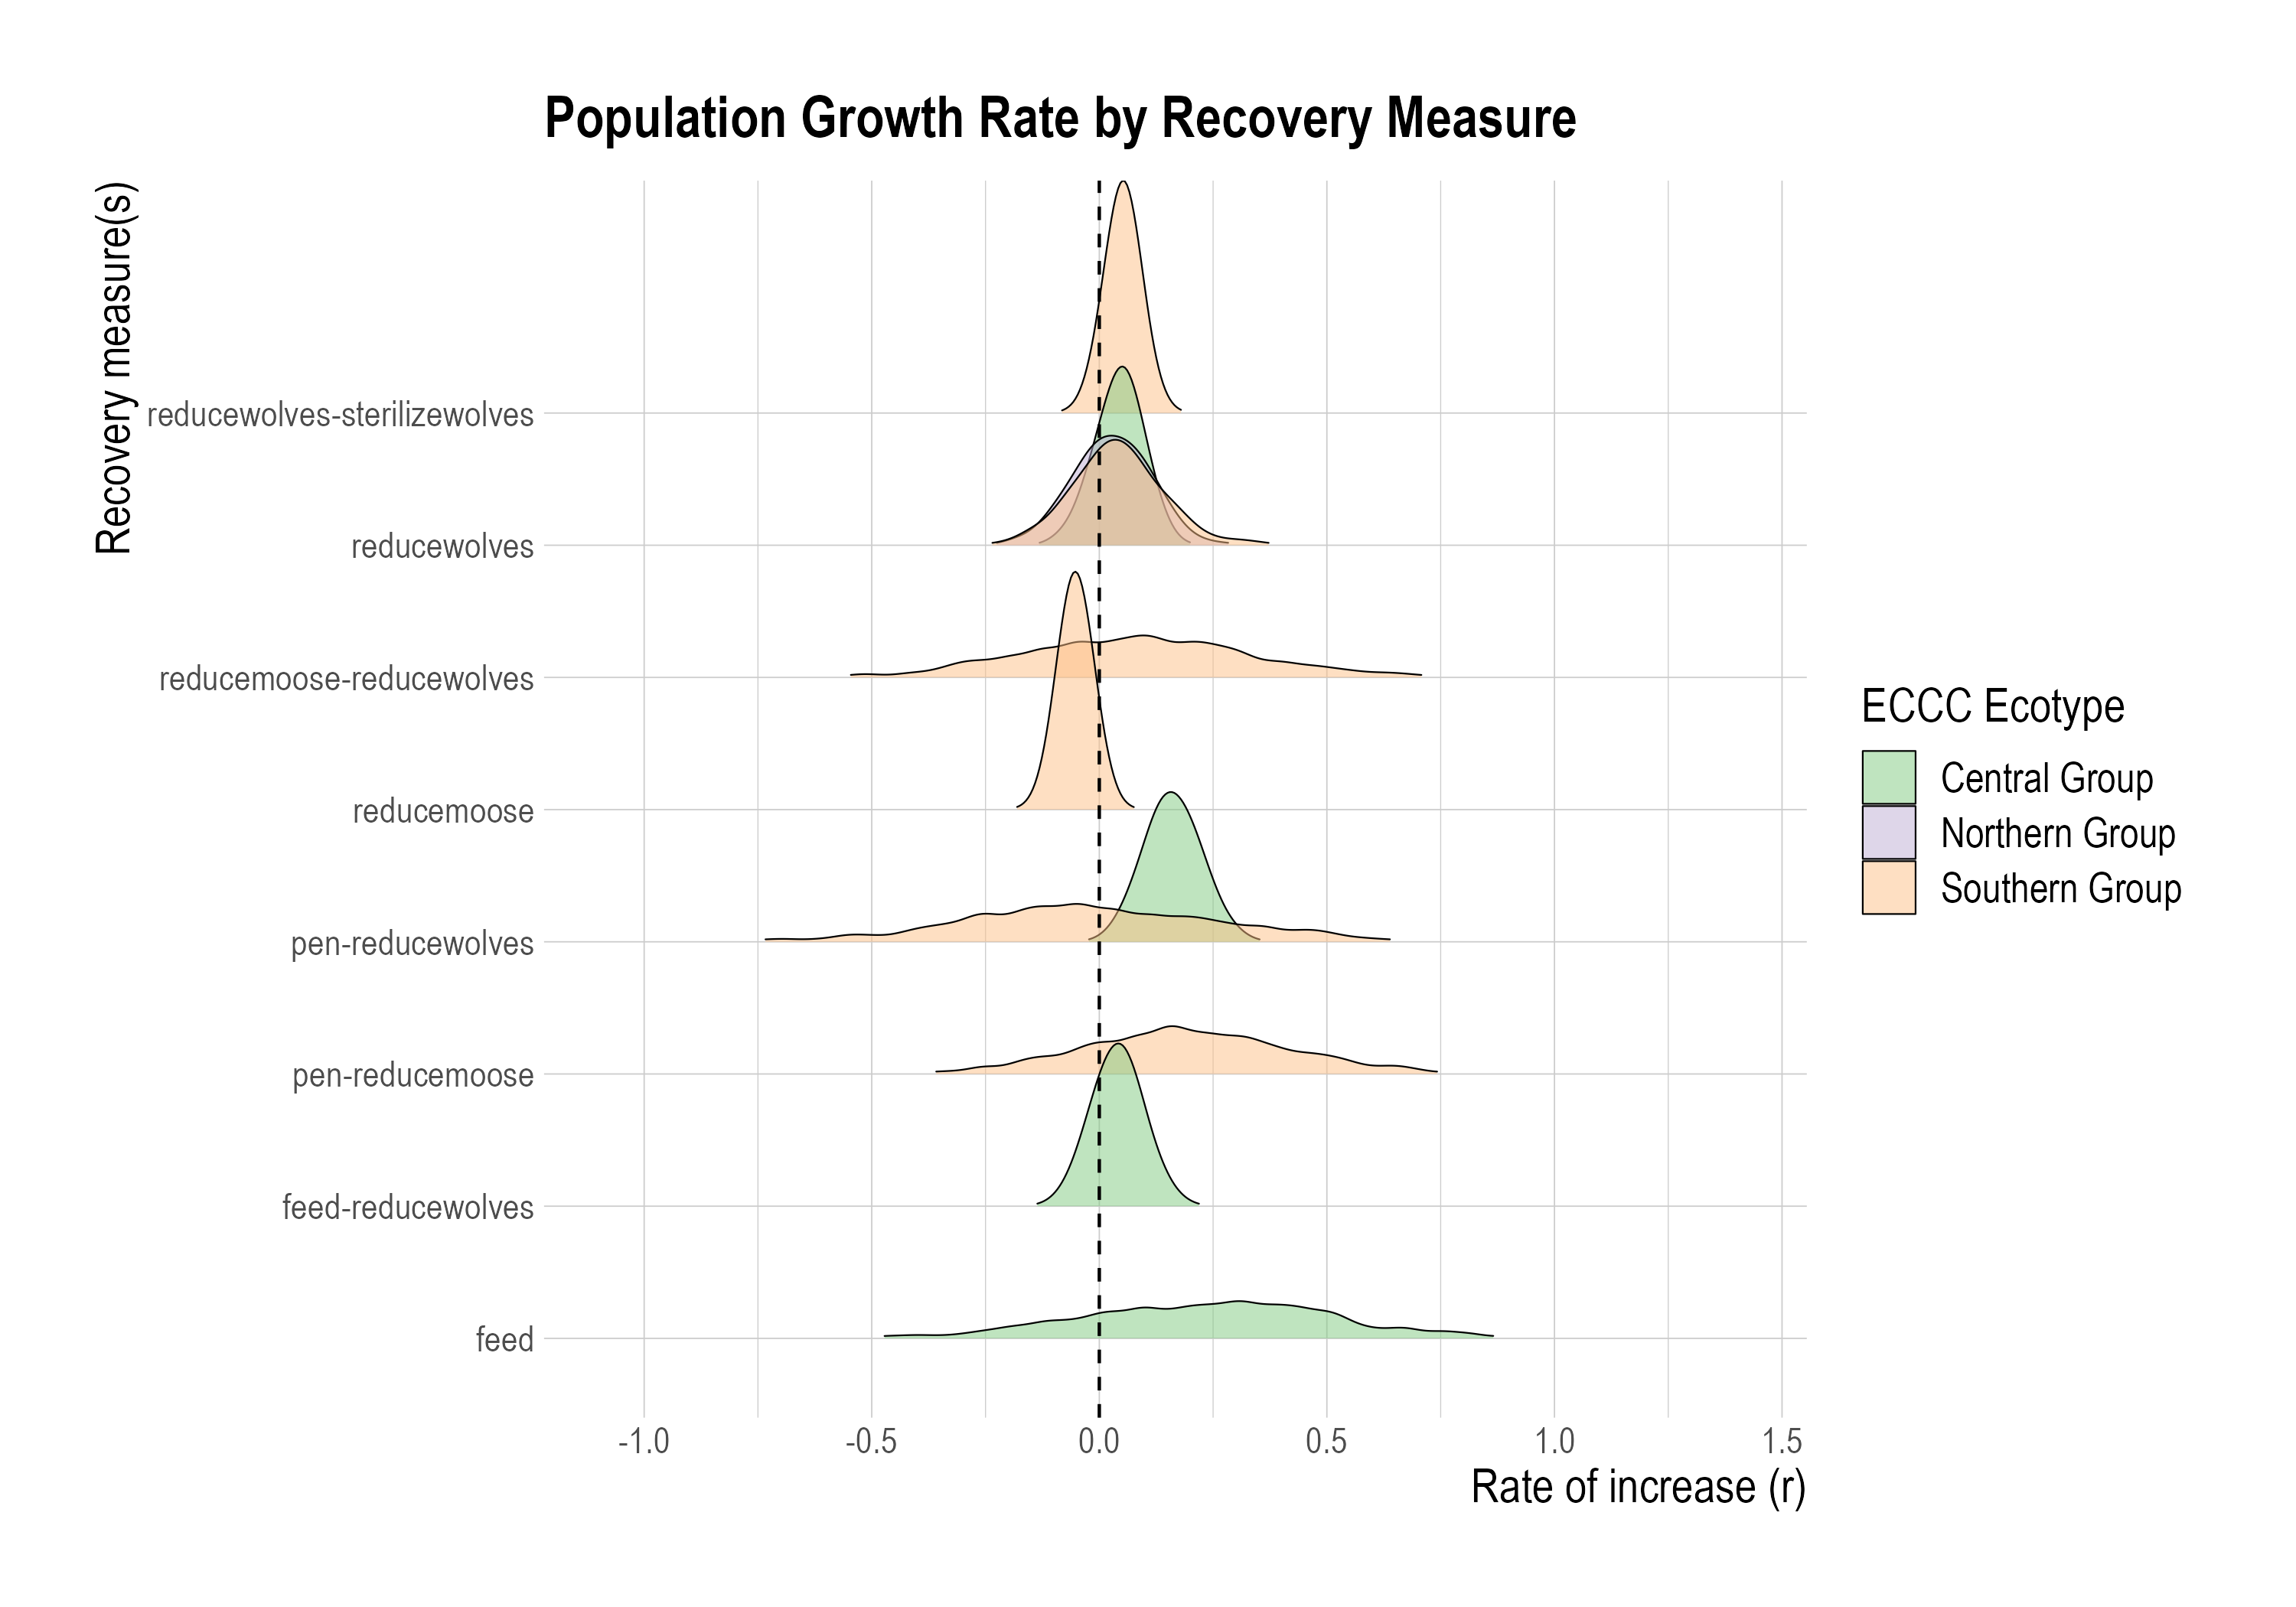 Population Growth Rate by Recovery Measure
Recovery measure(s)
reducewolves-sterilizewolves
reducewolves
reducemoose-reducewolves
reducemoose
pen-reducewolves
pen-reducemoose
feed-reducewolves
feed
-1.0
-0.5
0.0
0.5
1.0
1.5
Rate of increase (r)
ECCC Ecotype
Central Group
Northern Group
Southern Group